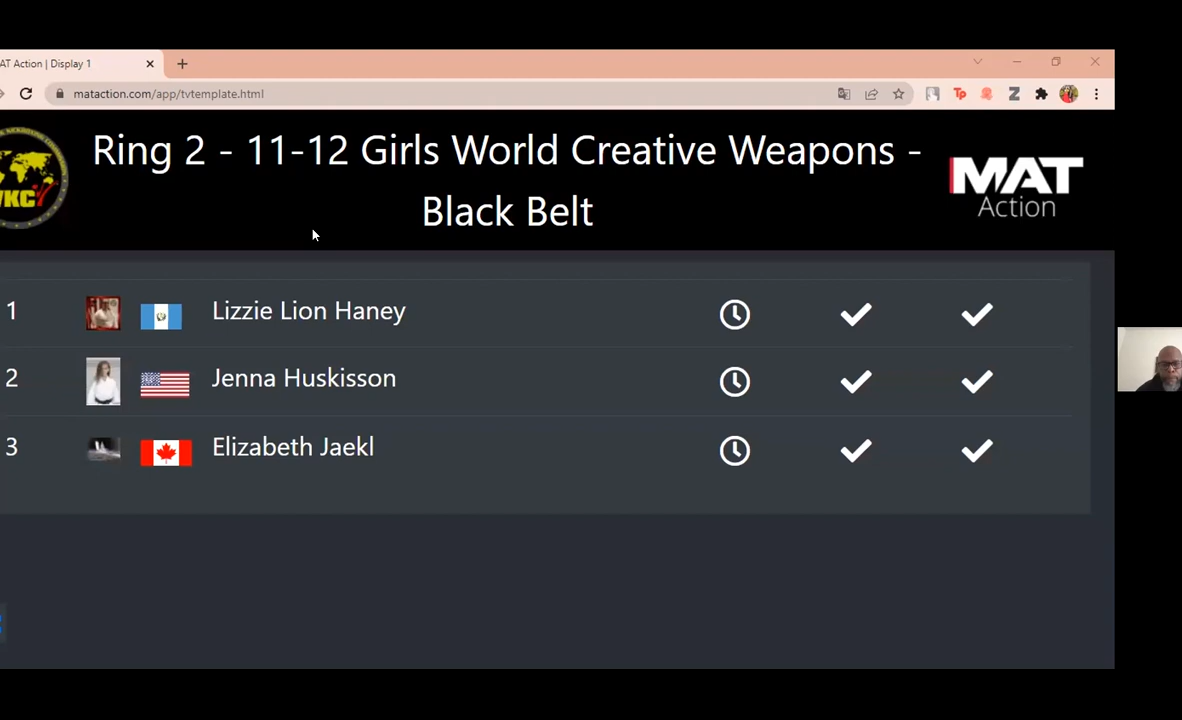 AT Action | Display 1
mataction.com/app/tvtemplate.html
Ring 2 - 11-12 Girls World Creative Weapons -
Black Belt
MAT
Action
1 Lizzie Lion Haney
2 Jenna Huskisson
3 Elizabeth Jaekl